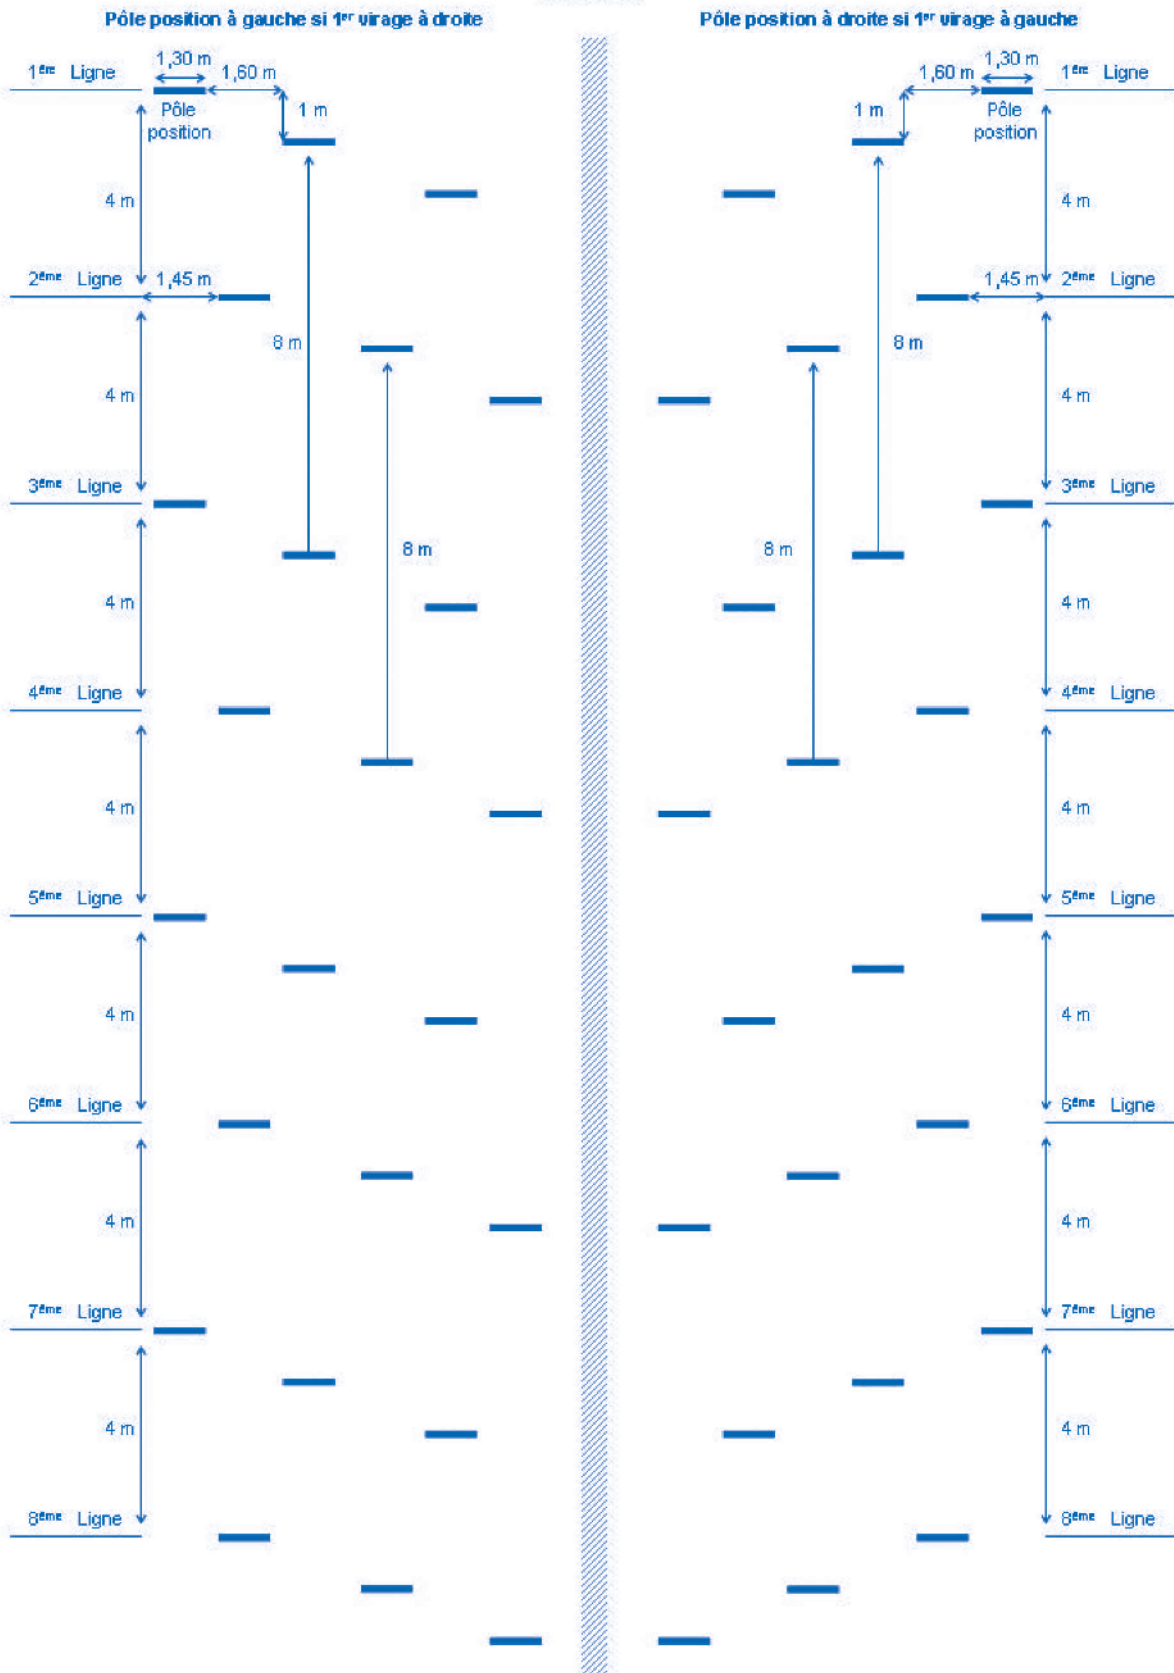 Pôle position à gauche si 1er virage à droite
Pôle position à droite si 1er virage à gauche
1ère Ligne
1,30 m
1,60 m
1 m
Pôle
position
4 m
2ème Ligne
1,45 m
8 m
4 m
3ème Ligne
8 m
4 m
4ème Ligne
4 m
5ème Ligne
4 m
6ème Ligne
4 m
7ème Ligne
4 m
8ème Ligne
1,30 m
1ère Ligne
1,60 m
1 m
Pôle
position
4 m
1,45 m
2ème Ligne
8 m
4 m
3ème Ligne
8 m
4 m
4ème Ligne
4 m
5ème Ligne
4 m
6ème Ligne
4 m
7ème Ligne
4 m
8ème Ligne